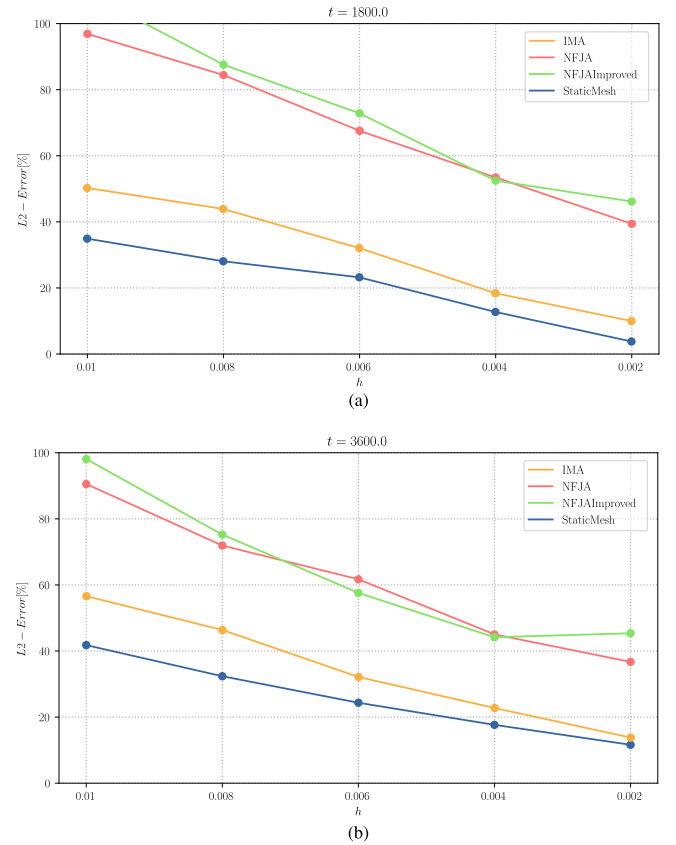 t = 1800.0
100
80
60
40
20
0
L2 − Error[%]
IMA
NFJA
NFJAImproved
StaticMesh
0.01 0.008 0.006 0.004 0.002
h
(a)
t = 3600.0
100
80
60
40
20
0
L2 − Error[%]
IMA
NFJA
NFJAImproved
StaticMesh
0.01 0.008 0.006 0.004 0.002
h
(b)